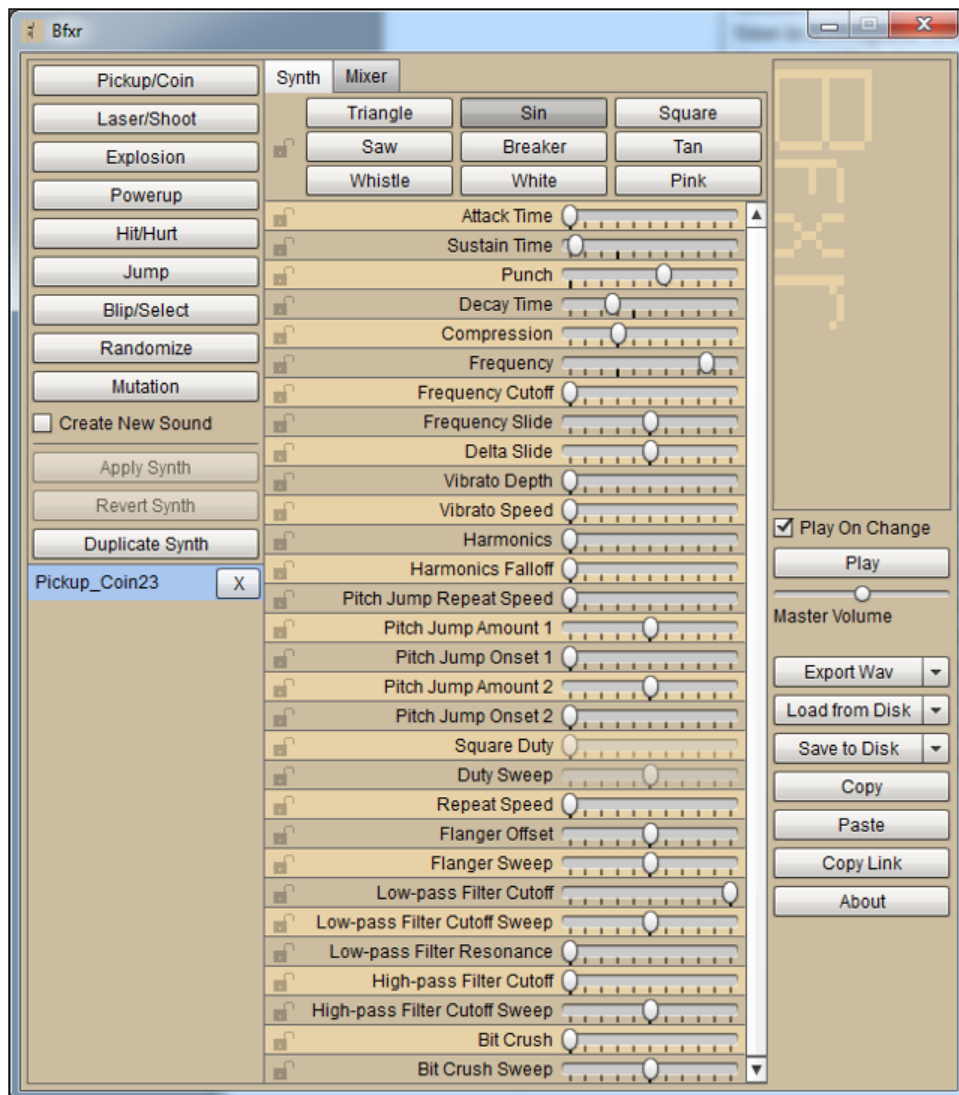 Bfxr
Pickup/Coin
Laser/Shoot
Explosion
Powerup
Hit/Hurt
Jump
Blip/Select
Randomize
Mutation
Create New Sound
Apply Synth
Revert Synth
Duplicate Synth
Pickup_Coin23 X
Synth Mixer
Triangle Sin Square
Saw Breaker Tan
Whistle White Pink
Attack Time
Sustain Time
Punch
Decay Time
Compression
Frequency
Frequency Cutoff
Frequency Slide
Delta Slide
Vibrato Depth
Vibrato Speed
Harmonics
Harmonics Falloff
Pitch Jump Repeat Speed
Pitch Jump Amount 1
Pitch Jump Onset 1
Pitch Jump Amount 2
Pitch Jump Onset 2
Square Duty
Duty Sweep
Repeat Speed
Flanger Offset
Flanger Sweep
Low-pass Filter Cutoff
Low-pass Filter Cutoff Sweep
Low-pass Filter Resonance
High-pass Filter Cutoff
High-pass Filter Cutoff Sweep
Bit Crush
Bit Crush Sweep
Bfxr
Play On Change
Play
Master Volume
Export Wav
Load from Disk
Save to Disk
Copy
Paste
Copy Link
About